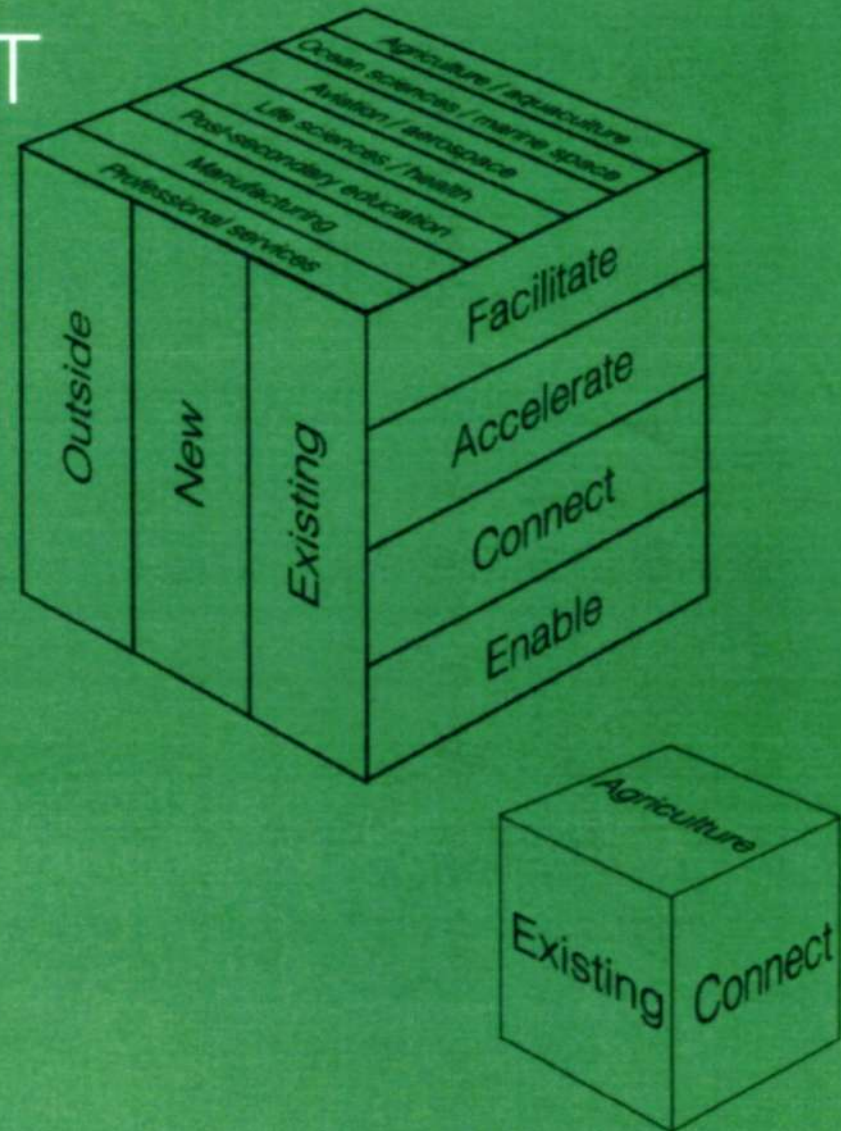 T
Agriculture / aquaculture
Ocean sciences / marine space
Aviation / aerospace
Life sciences / health
Post-secondary education
Manufacturing
Professional services
Outside
New
Existing
Facilitate
Accelerate
Connect
Enable
Agriculture
Existing
Connect